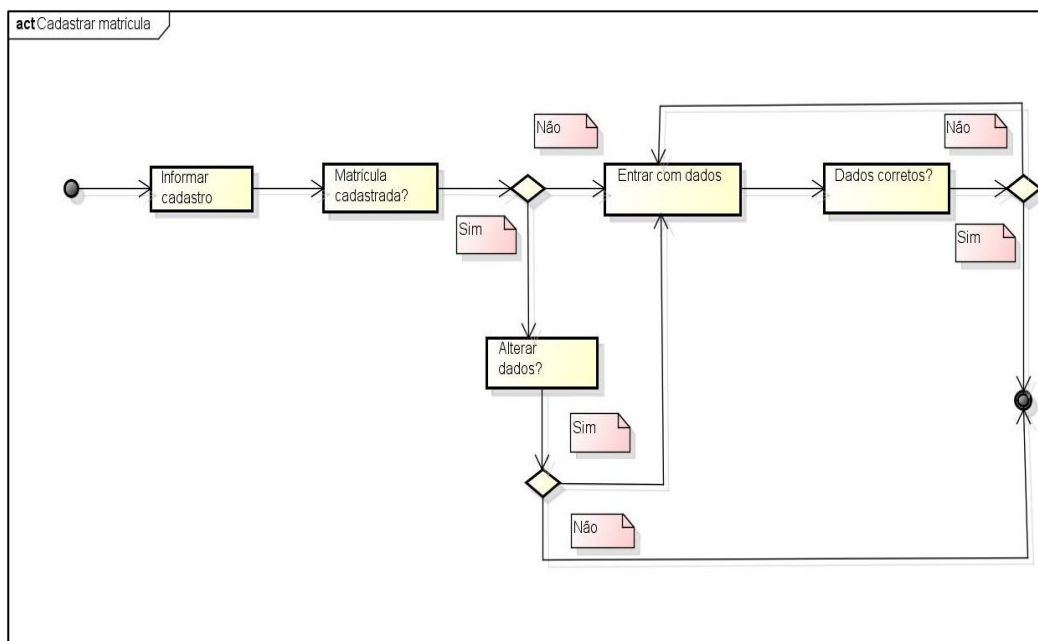 act Cadastrar matrícula
Não
Não
Informar
cadastro
Matrícula
cadastrada?
Entrar com dados
Dados corretos?
Sim
Sim
Alterar
dados?
Sim
Não